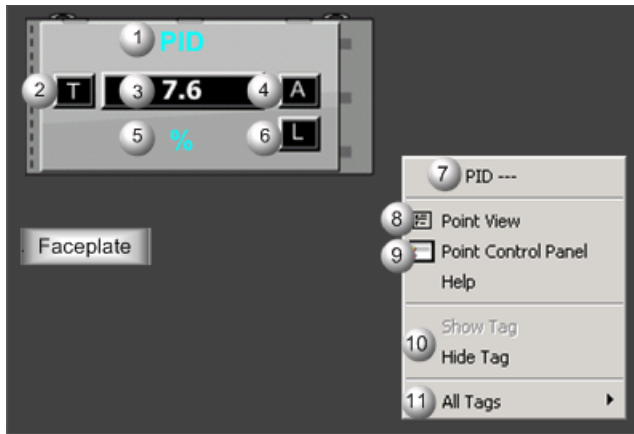 1 PID
2 T 3 7.6 4 A
5 % 6 L
7 PID ---
8 Point View
9 Point Control Panel
Help
Show Tag
10
Hide Tag
11 All Tags
Faceplate